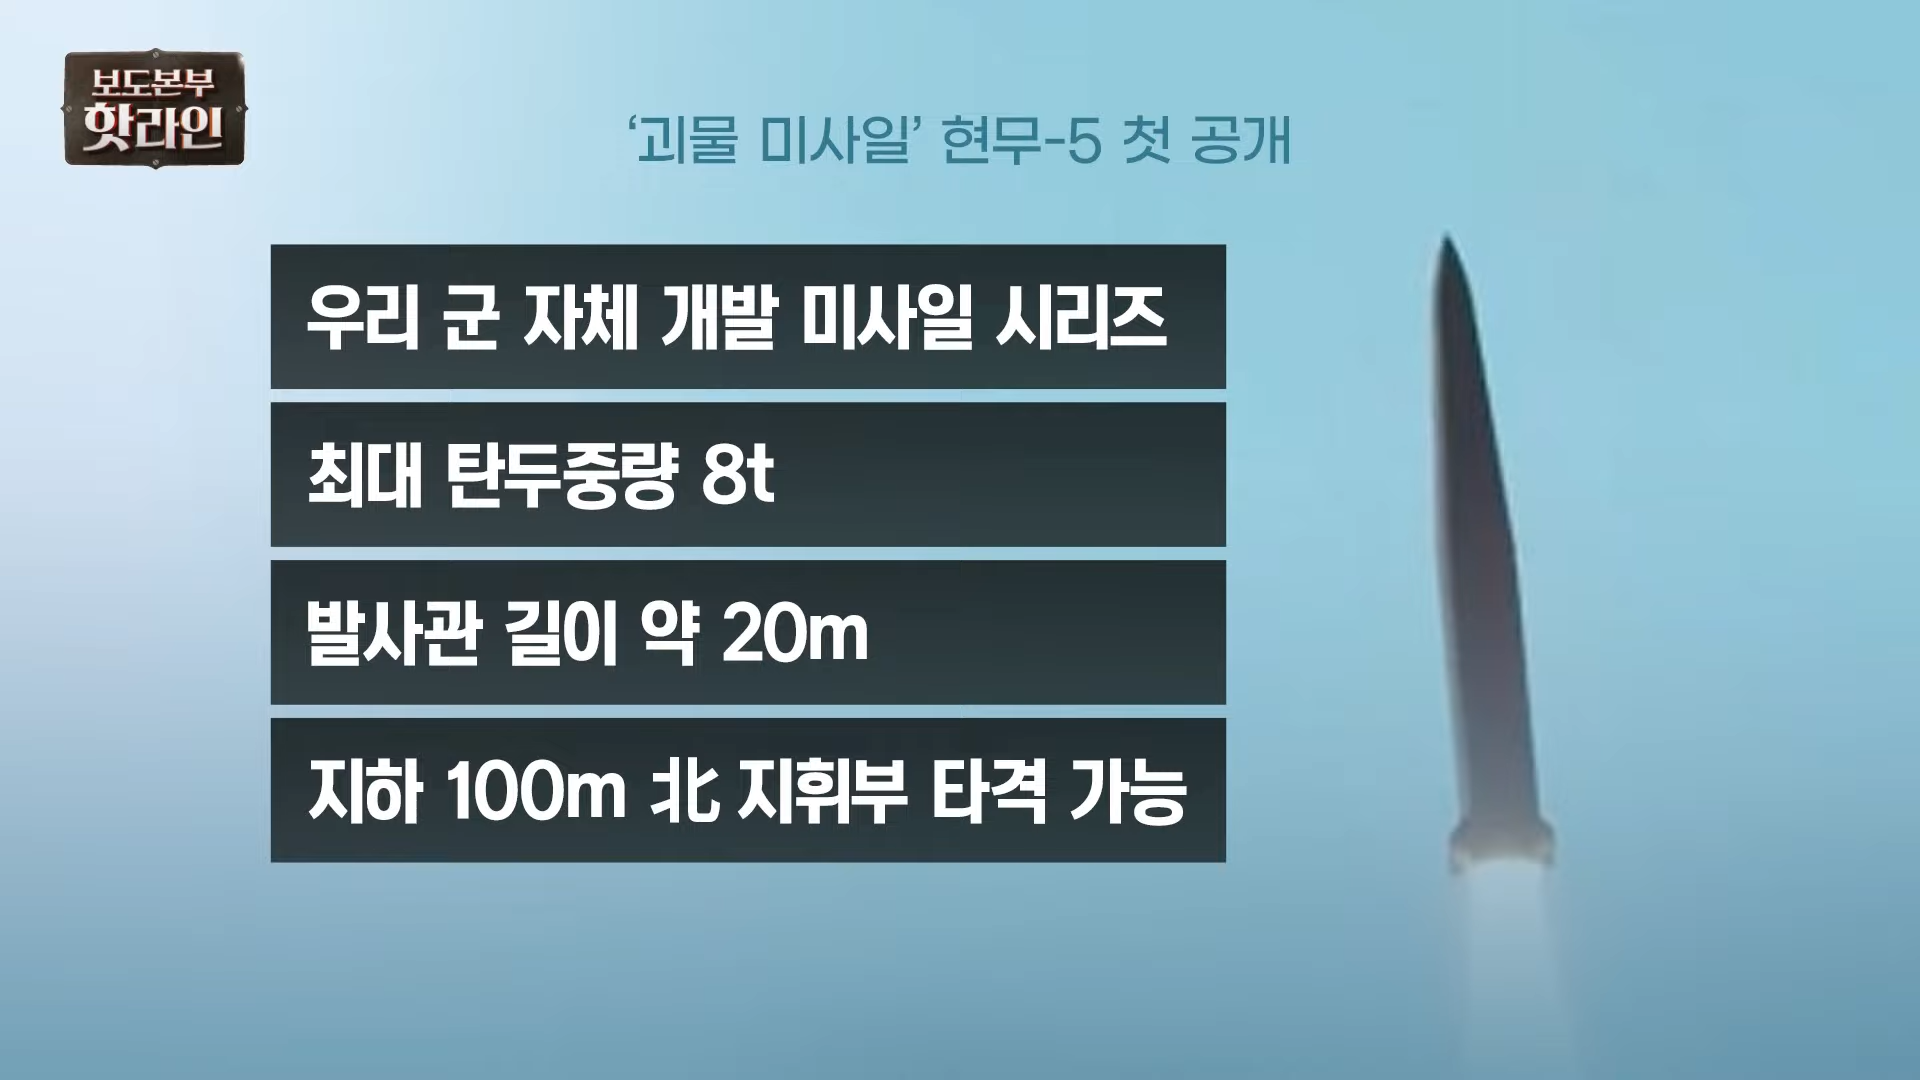 보도본부
핫라인
‘괴물 미사일’ 현무-5 첫 공개
우리 군 자체 개발 미사일 시리즈
최대 탄두중량 8t
발사관 길이 약 20m
지하 100m 北 지휘부 타격 가능